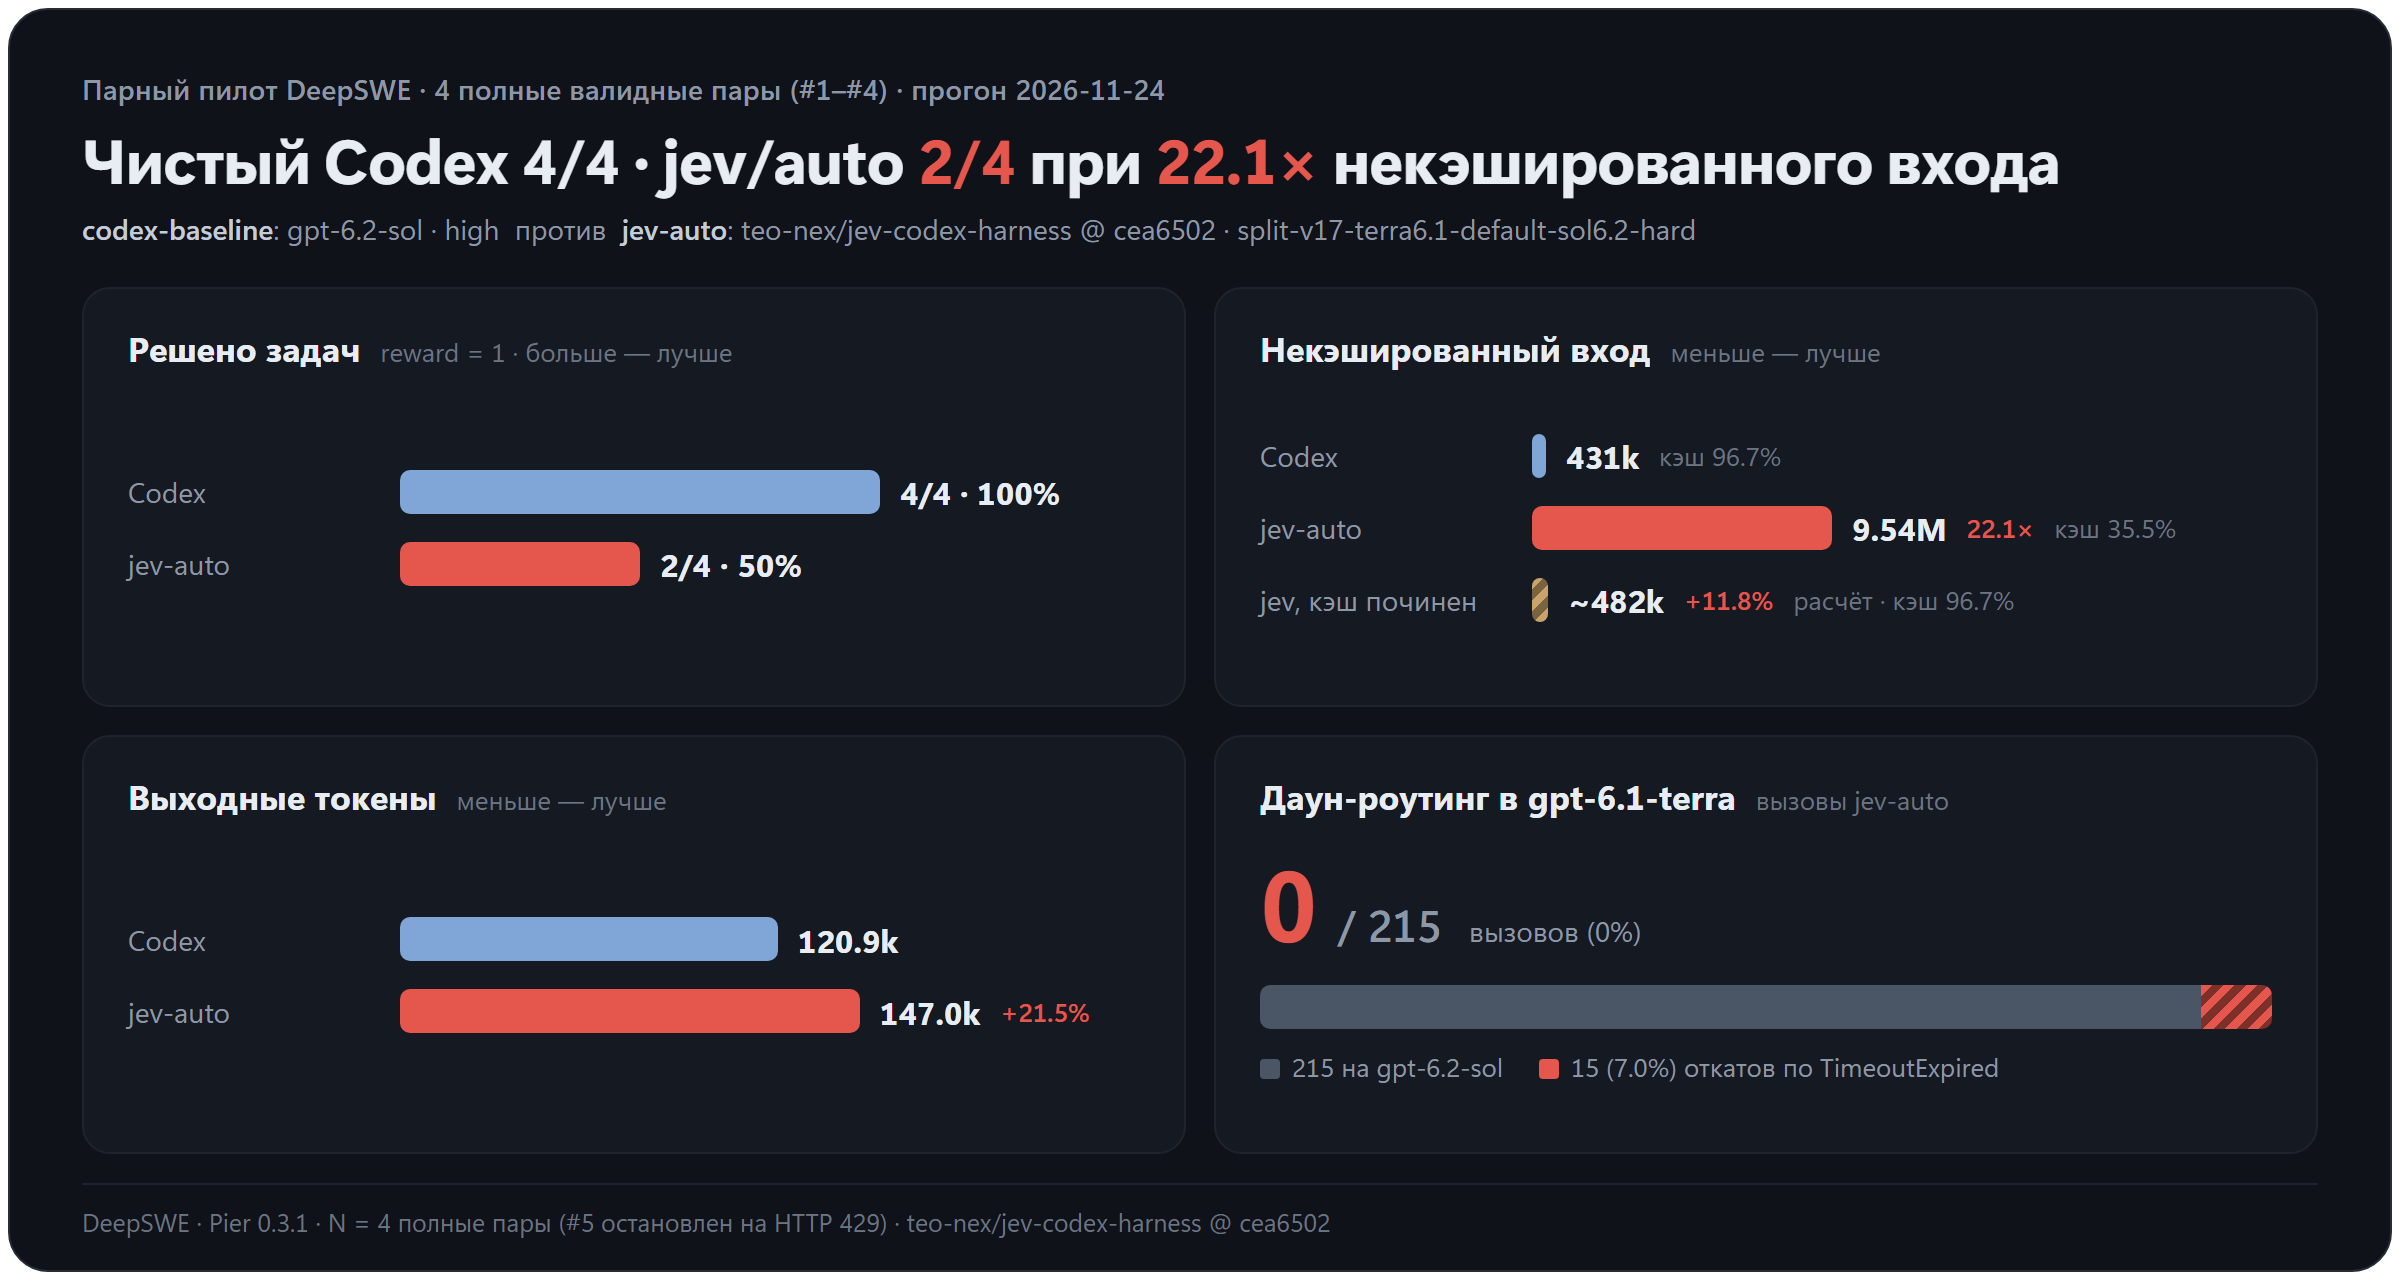 Парный пилот DeepSWE · 4 полные валидные пары (#1–#4) · прогон 2026-11-24
Чистый Codex 4/4 · jev/auto 2/4 при 22.1× некэшированного входа
codex-baseline: gpt-6.2-sol · high против jev-auto: teo-nex/jev-codex-harness @ cea6502 · split-v17-terra6.1-default-sol6.2-hard
Решено задач reward = 1 · больше — лучше
Codex 4/4 · 100%
jev-auto 2/4 · 50%
Некэшированный вход меньше — лучше
Codex 431k кэш 96.7%
jev-auto 9.54M 22.1× кэш 35.5%
jev, кэш починен ~482k +11.8% расчёт · кэш 96.7%
Выходные токены меньше — лучше
Codex 120.9k
jev-auto 147.0k +21.5%
Даун-роутинг в gpt-6.1-terra вызовы jev-auto
0 / 215 вызовов (0%)
215 на gpt-6.2-sol 15 (7.0%) откатов по TimeoutExpired
DeepSWE · Pier 0.3.1 · N = 4 полные пары (#5 остановлен на HTTP 429) · teo-nex/jev-codex-harness @ cea6502